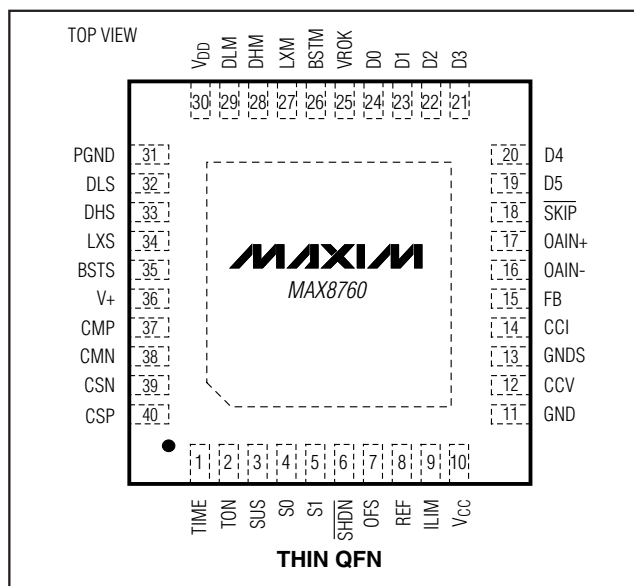 TOP VIEW
VDD DLM DHM LXM BSTM VROK D0 D1 D2 D3
30 29 28 27 26 25 24 23 22 21
PGND 31
DLS 32
DHS 33
LXS 34
BSTS 35
V+ 36
CMP 37
CMN 38
CSN 39
CSP 40
MAXIM
MAX8760
20 D4
19 D5
18 SKIP
17 OAIN+
16 OAIN-
15 FB
14 CCI
13 GNDS
12 CCV
11 GND
1 2 3 4 5 6 7 8 9 10
TIME TON SUS S0 S1 SHDN OFS REF ILIM VCC
THIN QFN